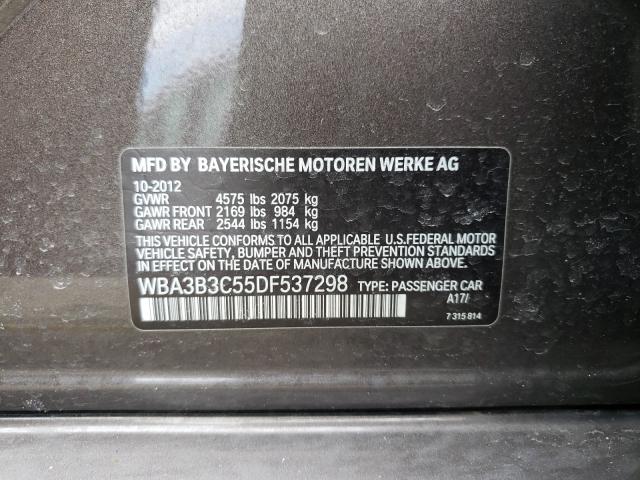 MFD BY BAYERISCHE MOTOREN WERKE AG
10-2012
GVWR 4575 lbs 2075 kg
GAWR FRONT 2169 lbs 984 kg
GAWR REAR 2544 lbs 1154 kg
THIS VEHICLE CONFORMS TO ALL APPLICABLE U.S.FEDERAL MOTOR
VEHICLE SAFETY, BUMPER AND THEFT PREVENTION STANDARDS
IN EFFECT ON THE DATE OF MANUFACTURE SHOWN ABOVE.
WBA3B3C55DF537298 TYPE: PASSENGER CAR
A17/
7 315 814